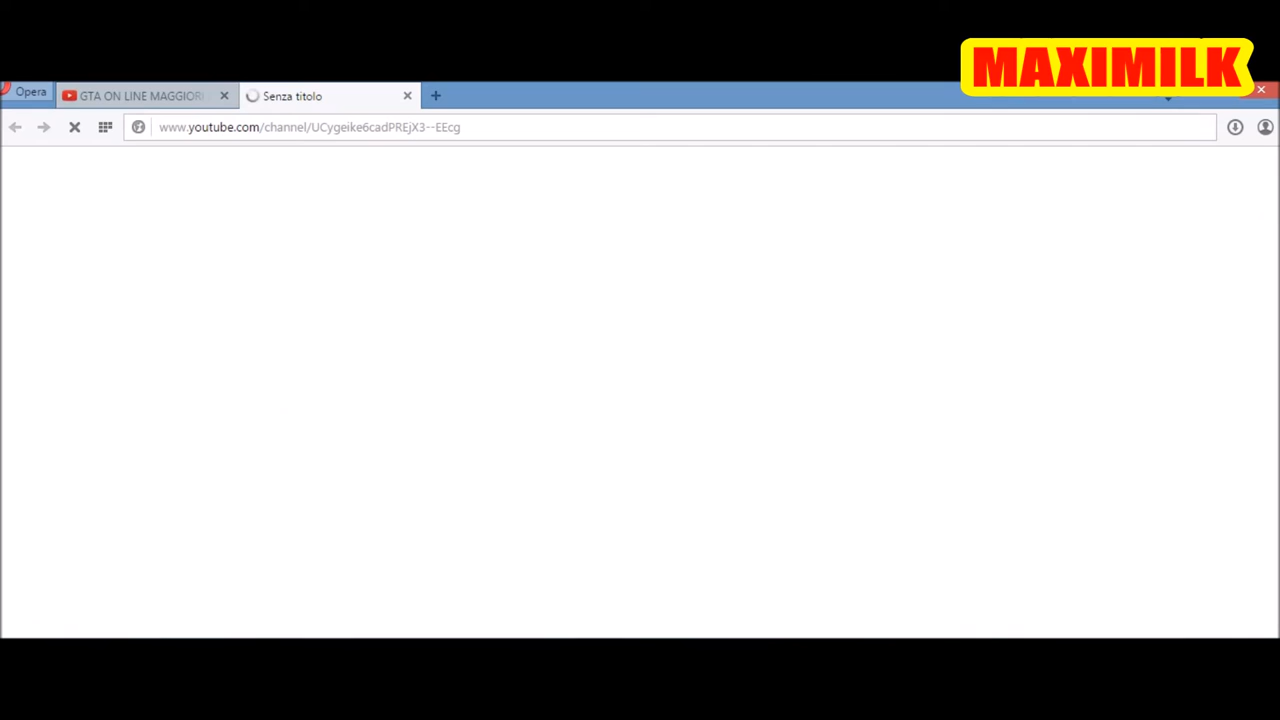 MAXIMILK
Opera
GTA ON LINE MAGGIORI
Senza titolo
www.youtube.com/channel/UCygeike6cadPREjX3--EEcg